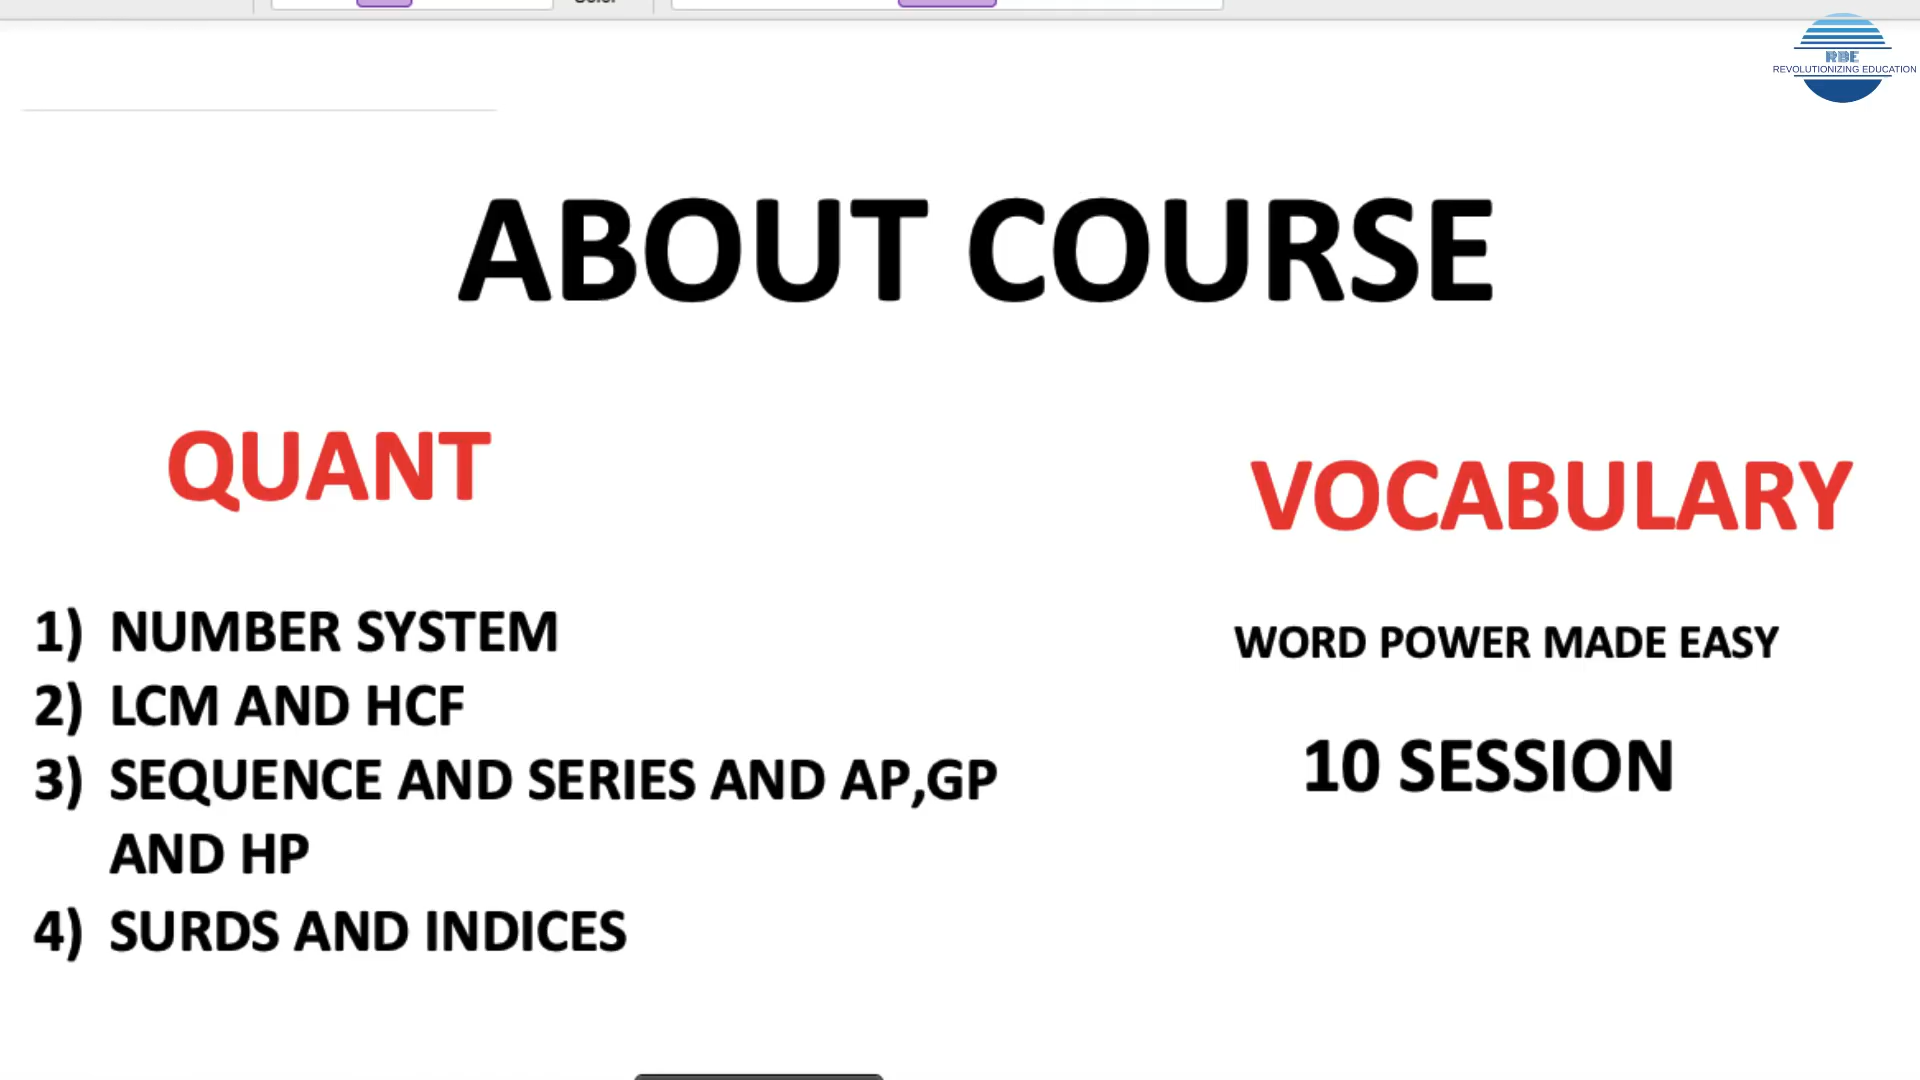 RBE
REVOLUTIONIZING EDUCATION
ABOUT COURSE
QUANT
1) NUMBER SYSTEM
2) LCM AND HCF
3) SEQUENCE AND SERIES AND AP,GP
AND HP
4) SURDS AND INDICES
VOCABULARY
WORD POWER MADE EASY
10 SESSION